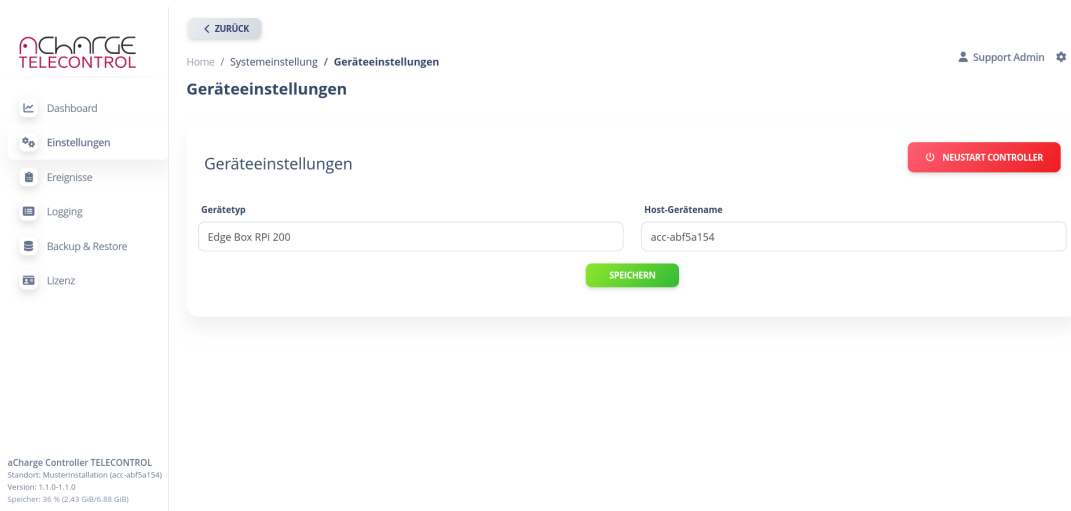 aCHARGE
TELECONTROL
Dashboard
Einstellungen
Ereignisse
Logging
Backup & Restore
Lizenz
aCharge Controller TELECONTROL
Standort: Musterinstallation (acc-abf5a154)
Version: 1.1.0-1.1.0
Speicher: 36 % (2.43 GiB/6.88 GiB)
ZURÜCK
Home / Systemeinstellung / Geräteeinstellungen
Support Admin
Geräteeinstellungen
Geräteeinstellungen
NEUSTART CONTROLLER
Gerätetyp
Host-Gerätename
Edge Box RPi 200
acc-abf5a154
SPEICHERN